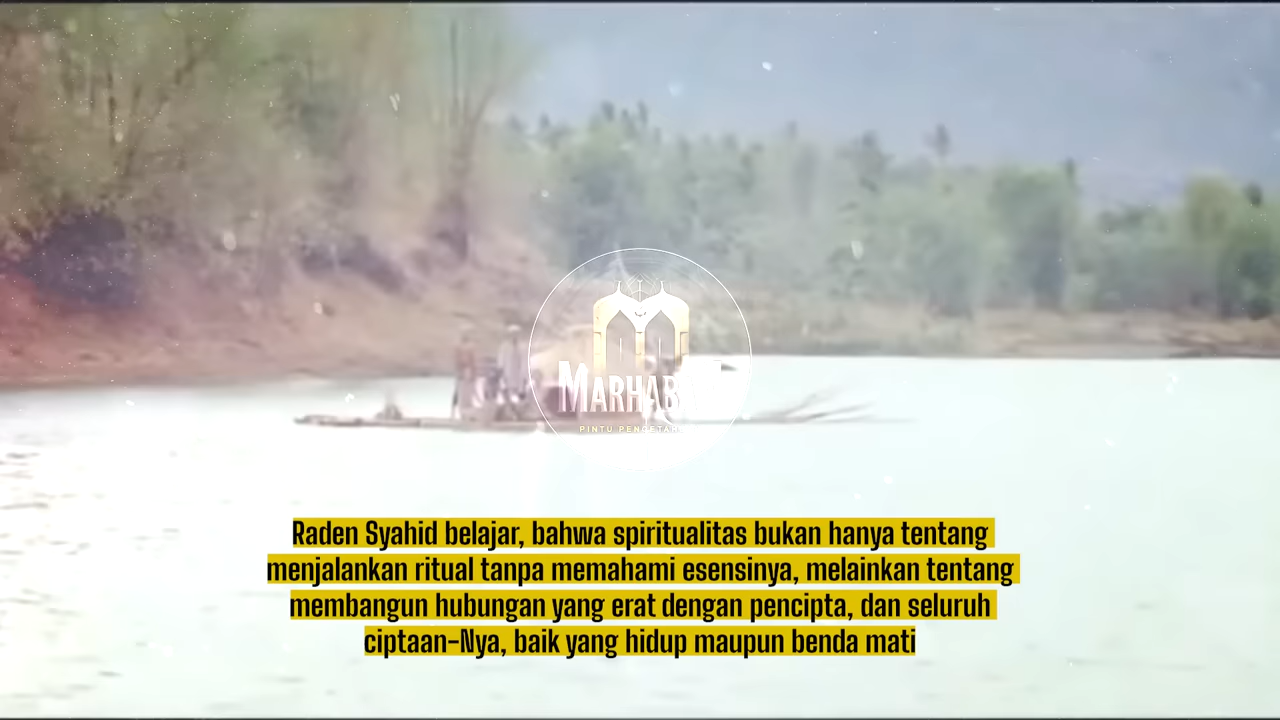 PINTU
Raden Syahid belajar, bahwa spiritualitas bukan hanya tentang
menjalankan ritual tanpa memahami esensinya, melainkan tentang
membangun hubungan yang erat dengan pencipta, dan seluruh
ciptaan-Nya, baik yang hidup maupun benda mati